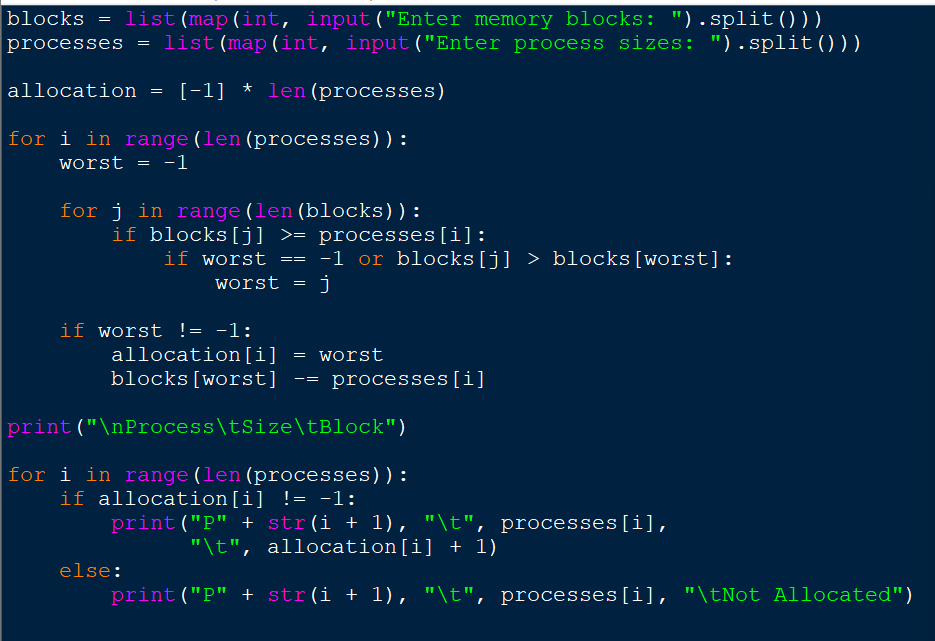 blocks = list(map(int, input("Enter memory blocks: ").split()))
processes = list(map(int, input("Enter process sizes: ").split()))

allocation = [-1] * len(processes)

for i in range(len(processes)):
    worst = -1

    for j in range(len(blocks)):
        if blocks[j] >= processes[i]:
            if worst == -1 or blocks[j] > blocks[worst]:
                worst = j

    if worst != -1:
        allocation[i] = worst
        blocks[worst] -= processes[i]

print("\nProcess\tSize\tBlock")

for i in range(len(processes)):
    if allocation[i] != -1:
        print("P" + str(i + 1), "\t", processes[i],
              "\t", allocation[i] + 1)
    else:
        print("P" + str(i + 1), "\t", processes[i], "\tNot Allocated")